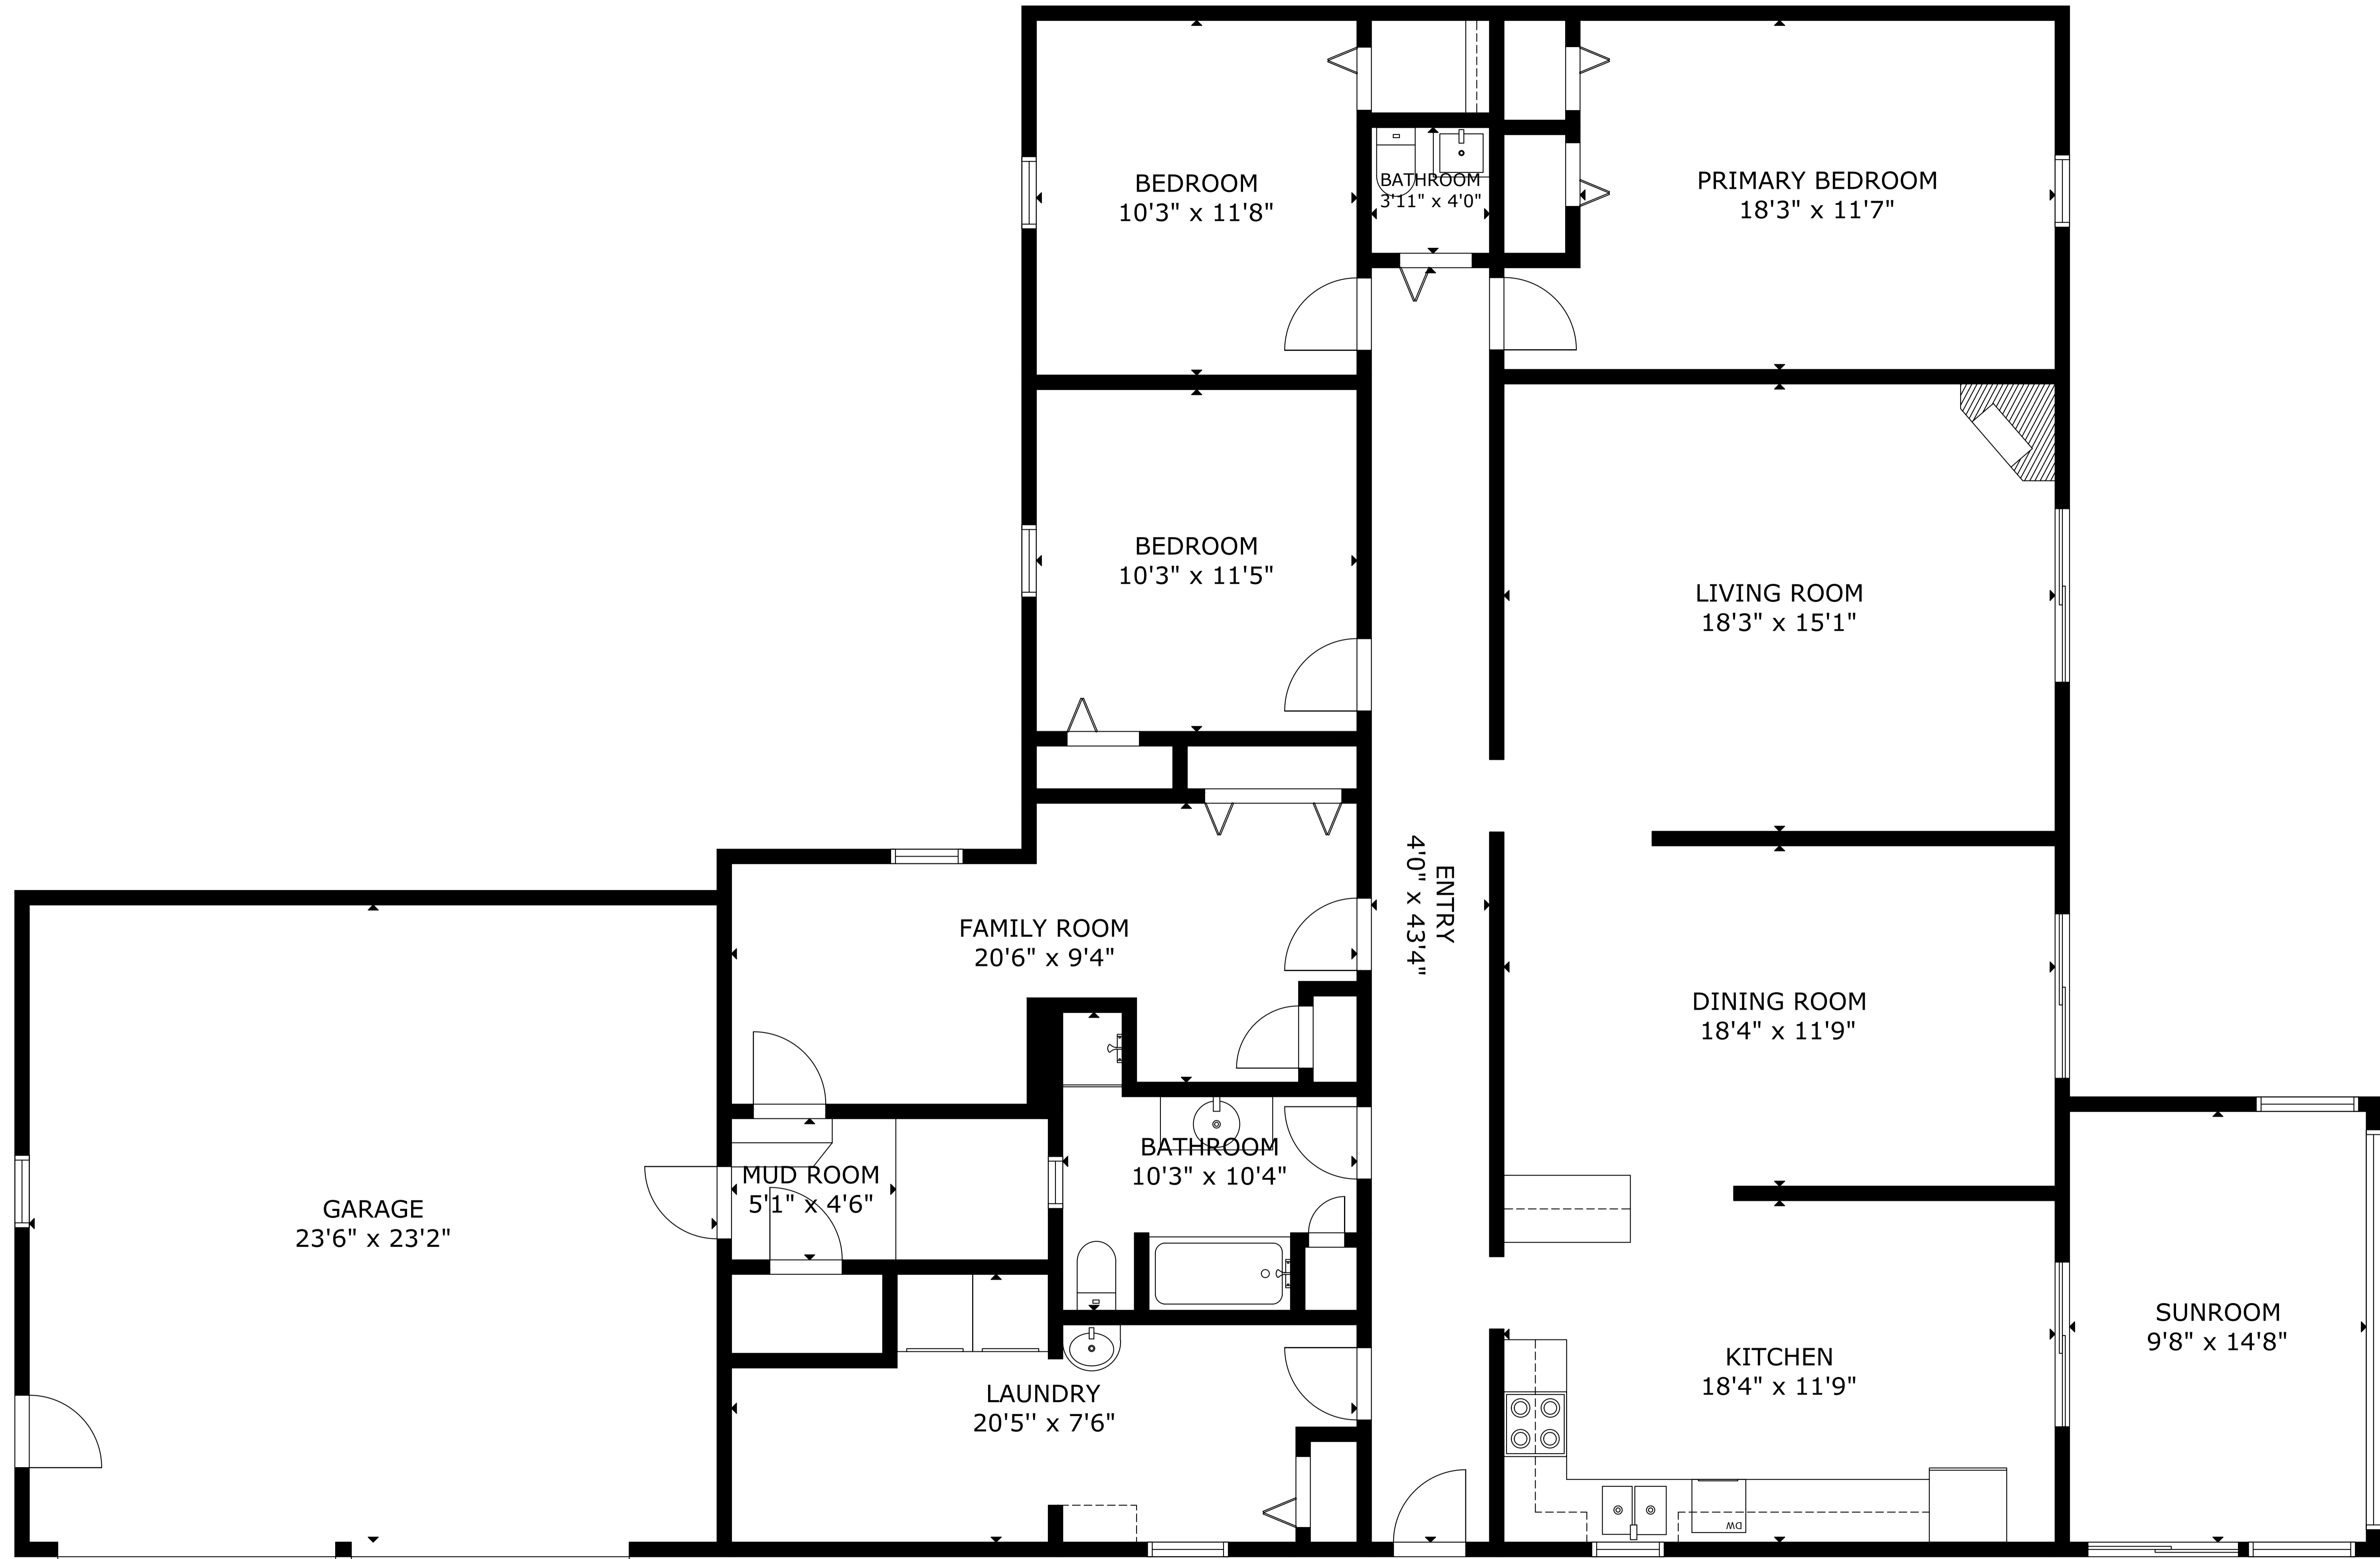 BEDROOM
10'3" x 11'8"
BATHROOM
3'11" x 4'0"
PRIMARY BEDROOM
18'3" x 11'7"
BEDROOM
10'3" x 11'5"
LIVING ROOM
18'3" x 15'1"
ENTRY
4'0" x 43'4"
FAMILY ROOM
20'6" x 9'4"
DINING ROOM
18'4" x 11'9"
BATHROOM
10'3" x 10'4"
MUD ROOM
5'1" x 4'6"
GARAGE
23'6" x 23'2"
SUNROOM
9'8" x 14'8"
KITCHEN
18'4" x 11'9"
LAUNDRY
20'5'' x 7'6"
DW